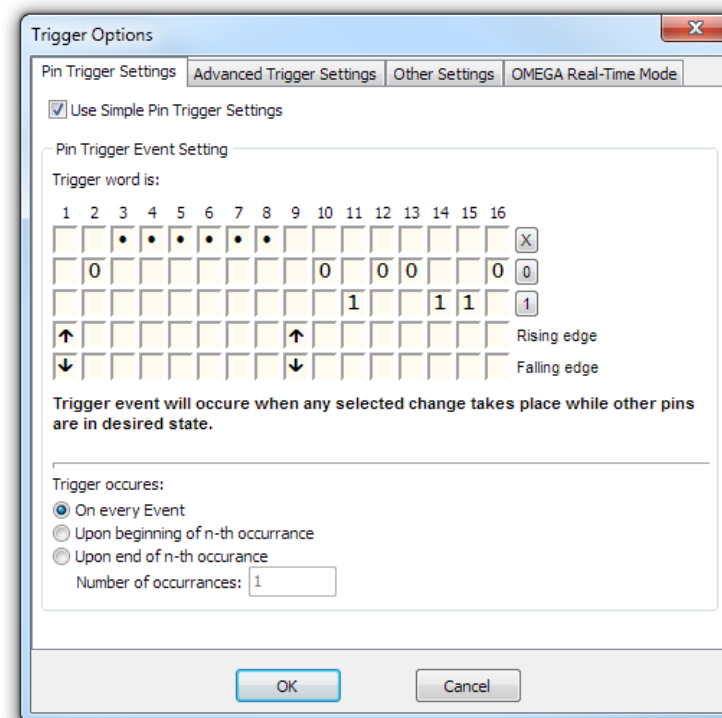 Trigger Options
X
Pin Trigger Settings Advanced Trigger Settings Other Settings OMEGA Real-Time Mode
Use Simple Pin Trigger Settings
Pin Trigger Event Setting
Trigger word is:
1 2 3 4 5 6 7 8 9 10 11 12 13 14 15 16
• • • • • • X
0 0 0 0 0 0
1 1 1 1
↑ ↑ Rising edge
↓ ↓ Falling edge
Trigger event will occure when any selected change takes place while other pins
are in desired state.
Trigger occures:
On every Event
Upon beginning of n-th occurrance
Upon end of n-th occurance
Number of occurrances: 1
OK Cancel